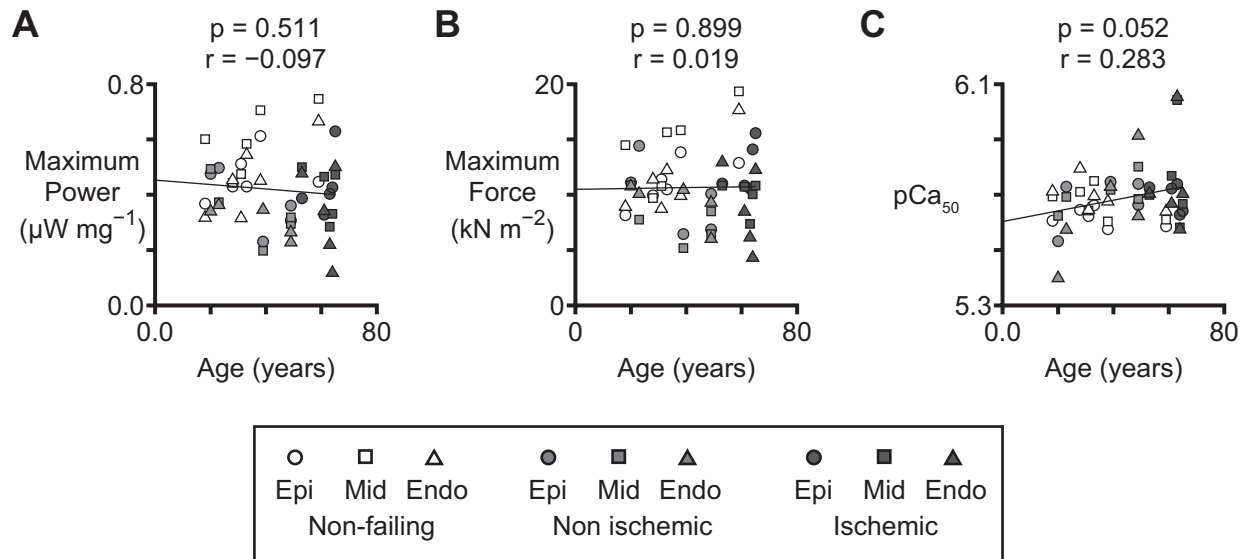 A
p = 0.511
r = −0.097
0.8
Maximum
Power
(µW mg⁻¹)
0.0
0.0
80
Age (years)
B
p = 0.899
r = 0.019
20
Maximum
Force
(kN m⁻²)
0
0
80
Age (years)
C
p = 0.052
r = 0.283
6.1
pCa₅₀
5.3
0.0
80
Age (years)
Epi Mid Endo
Non-failing
Epi Mid Endo
Non ischemic
Epi Mid Endo
Ischemic